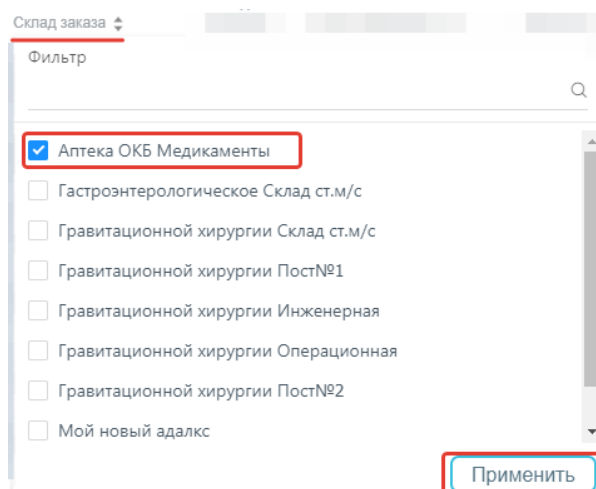 Склад заказа
Фильтр
Аптека ОКБ Медикаменты
Гастроэнтерологическое Склад ст.м/с
Гравитационной хирургии Склад ст.м/с
Гравитационной хирургии Пост№1
Гравитационной хирургии Инженерная
Гравитационной хирургии Операционная
Гравитационной хирургии Пост№2
Мой новый адалкс
Применить